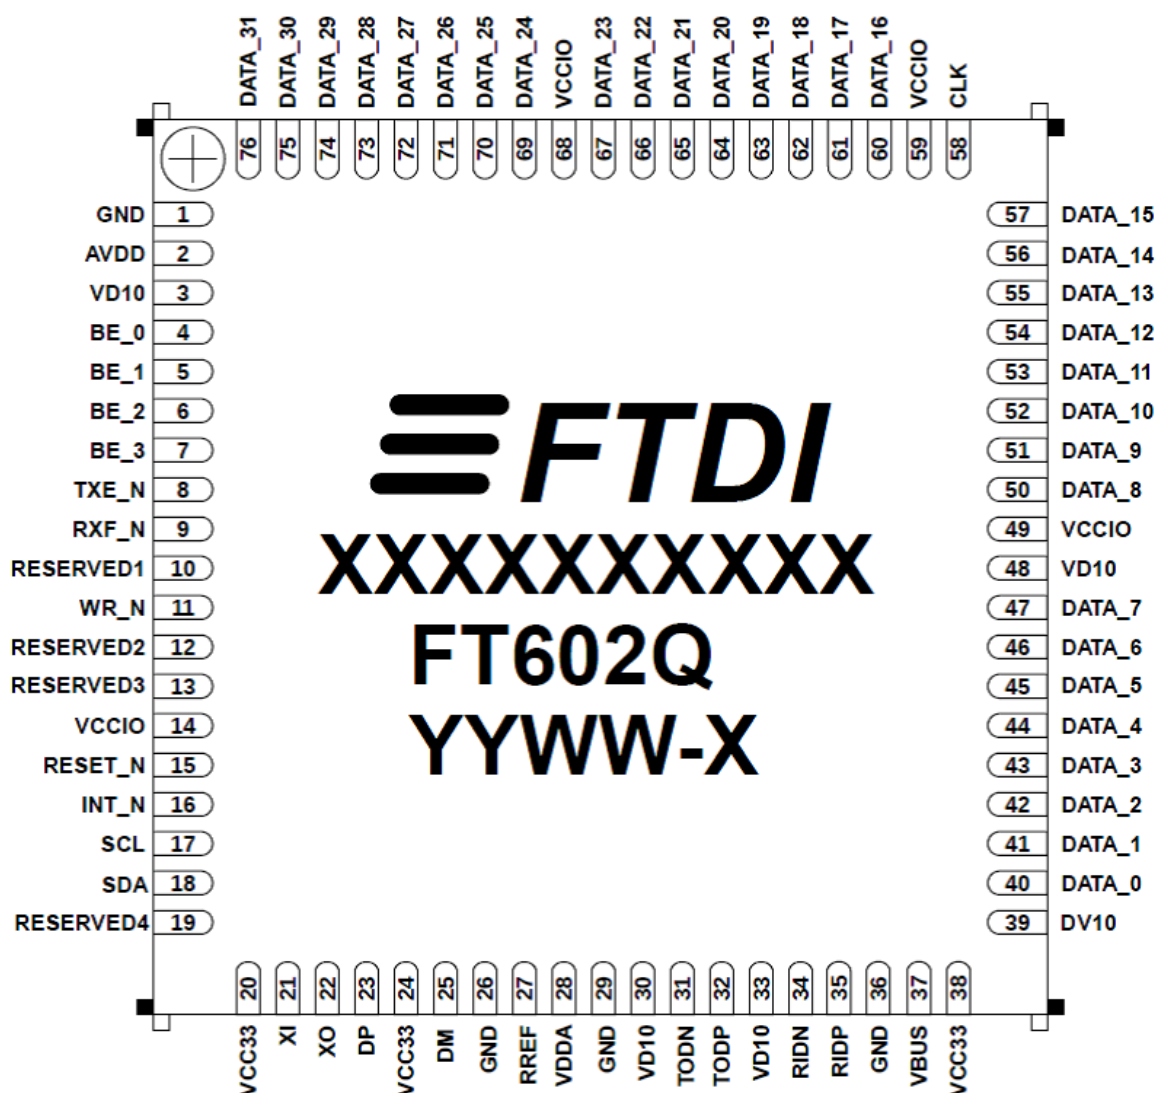 DATA_31 DATA_30 DATA_29 DATA_28 DATA_27 DATA_26 DATA_25 DATA_24 VCCIO DATA_23 DATA_22 DATA_21 DATA_20 DATA_19 DATA_18 DATA_17 DATA_16 VCCIO CLK
76 75 74 73 72 71 70 69 68 67 66 65 64 63 62 61 60 59 58
GND 1 57 DATA_15
AVDD 2 56 DATA_14
VD10 3 55 DATA_13
BE_0 4 54 DATA_12
BE_1 5 53 DATA_11
BE_2 6 52 DATA_10
BE_3 7 51 DATA_9
TXE_N 8 50 DATA_8
RXF_N 9 49 VCCIO
RESERVED1 10 48 VD10
WR_N 11 47 DATA_7
RESERVED2 12 46 DATA_6
RESERVED3 13 45 DATA_5
VCCIO 14 44 DATA_4
RESET_N 15 43 DATA_3
INT_N 16 42 DATA_2
SCL 17 41 DATA_1
SDA 18 40 DATA_0
RESERVED4 19 39 DV10
FTDI
XXXXXXXXXX
FT602Q
YYWW-X
20 21 22 23 24 25 26 27 28 29 30 31 32 33 34 35 36 37 38
VCC33 XI XO DP VCC33 DM GND RREF VDDA GND VD10 TODN TODP VD10 RIDN RIDP GND VBUS VCC33